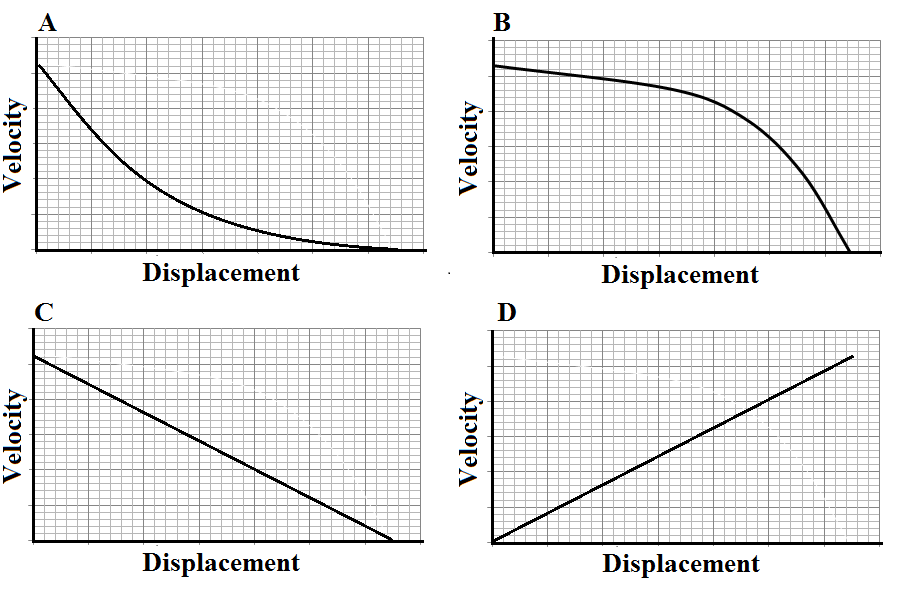 A
Velocity
Displacement
B
Velocity
Displacement
C
Velocity
Displacement
D
Velocity
Displacement